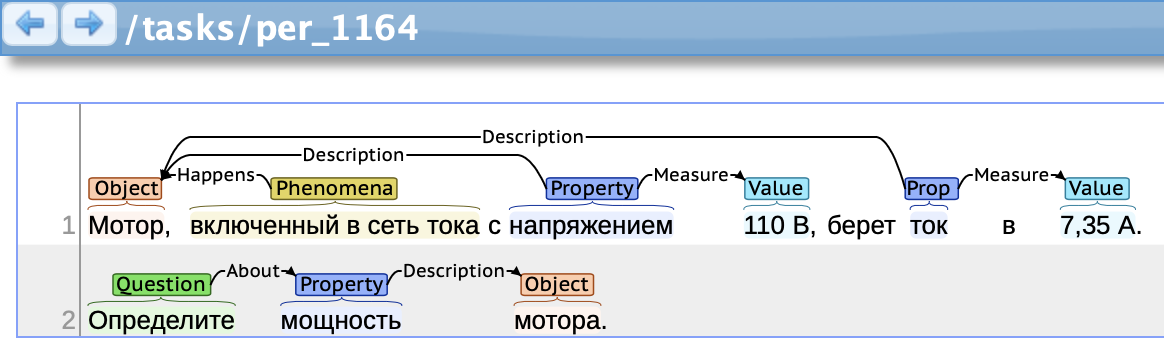 /tasks/per_1164
Description
Description
Object Happens Phenomena Property Measure Value Prop Measure Value
1 Мотор, включенный в сеть тока с напряжением 110 В, берет ток в 7,35 А.
Question About Property Description Object
2 Определите мощность мотора.